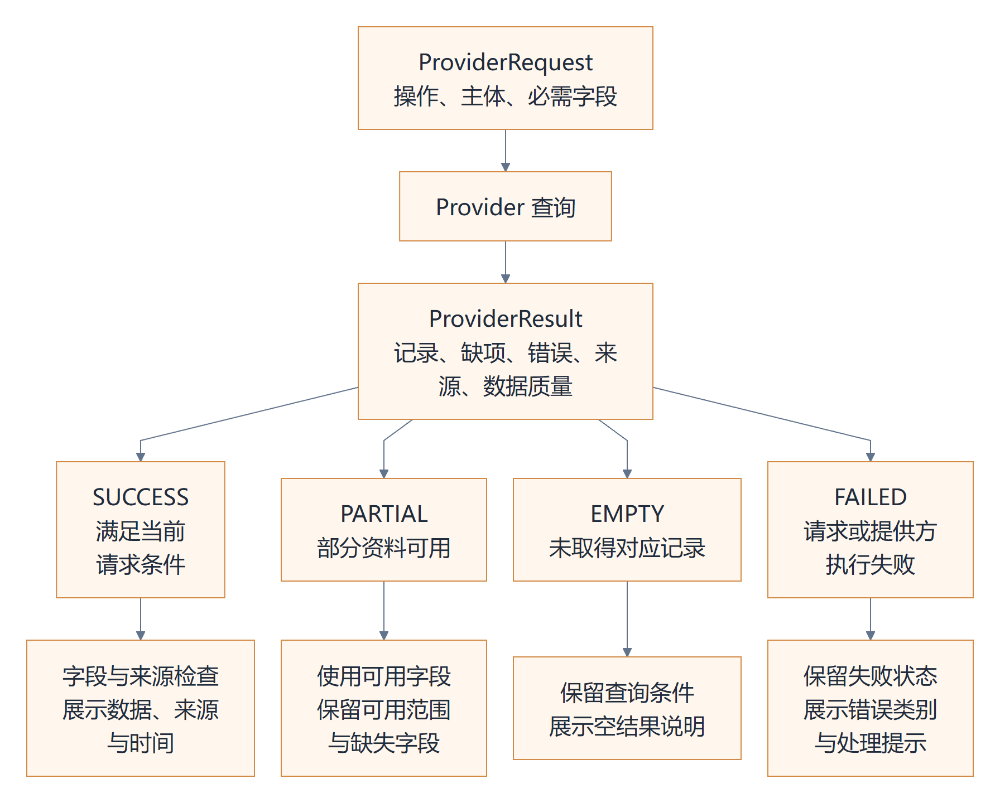 ProviderRequest
操作、主体、必需字段
Provider 查询
ProviderResult
记录、缺项、错误、来
源、数据质量
SUCCESS
满足当前
请求条件
PARTIAL
部分资料可用
EMPTY
未取得对应记录
FAILED
请求或提供方
执行失败
字段与来源检查
展示数据、来源
与时间
使用可用字段
保留可用范围
与缺失字段
保留查询条件
展示空结果说明
保留失败状态
展示错误类别
与处理提示